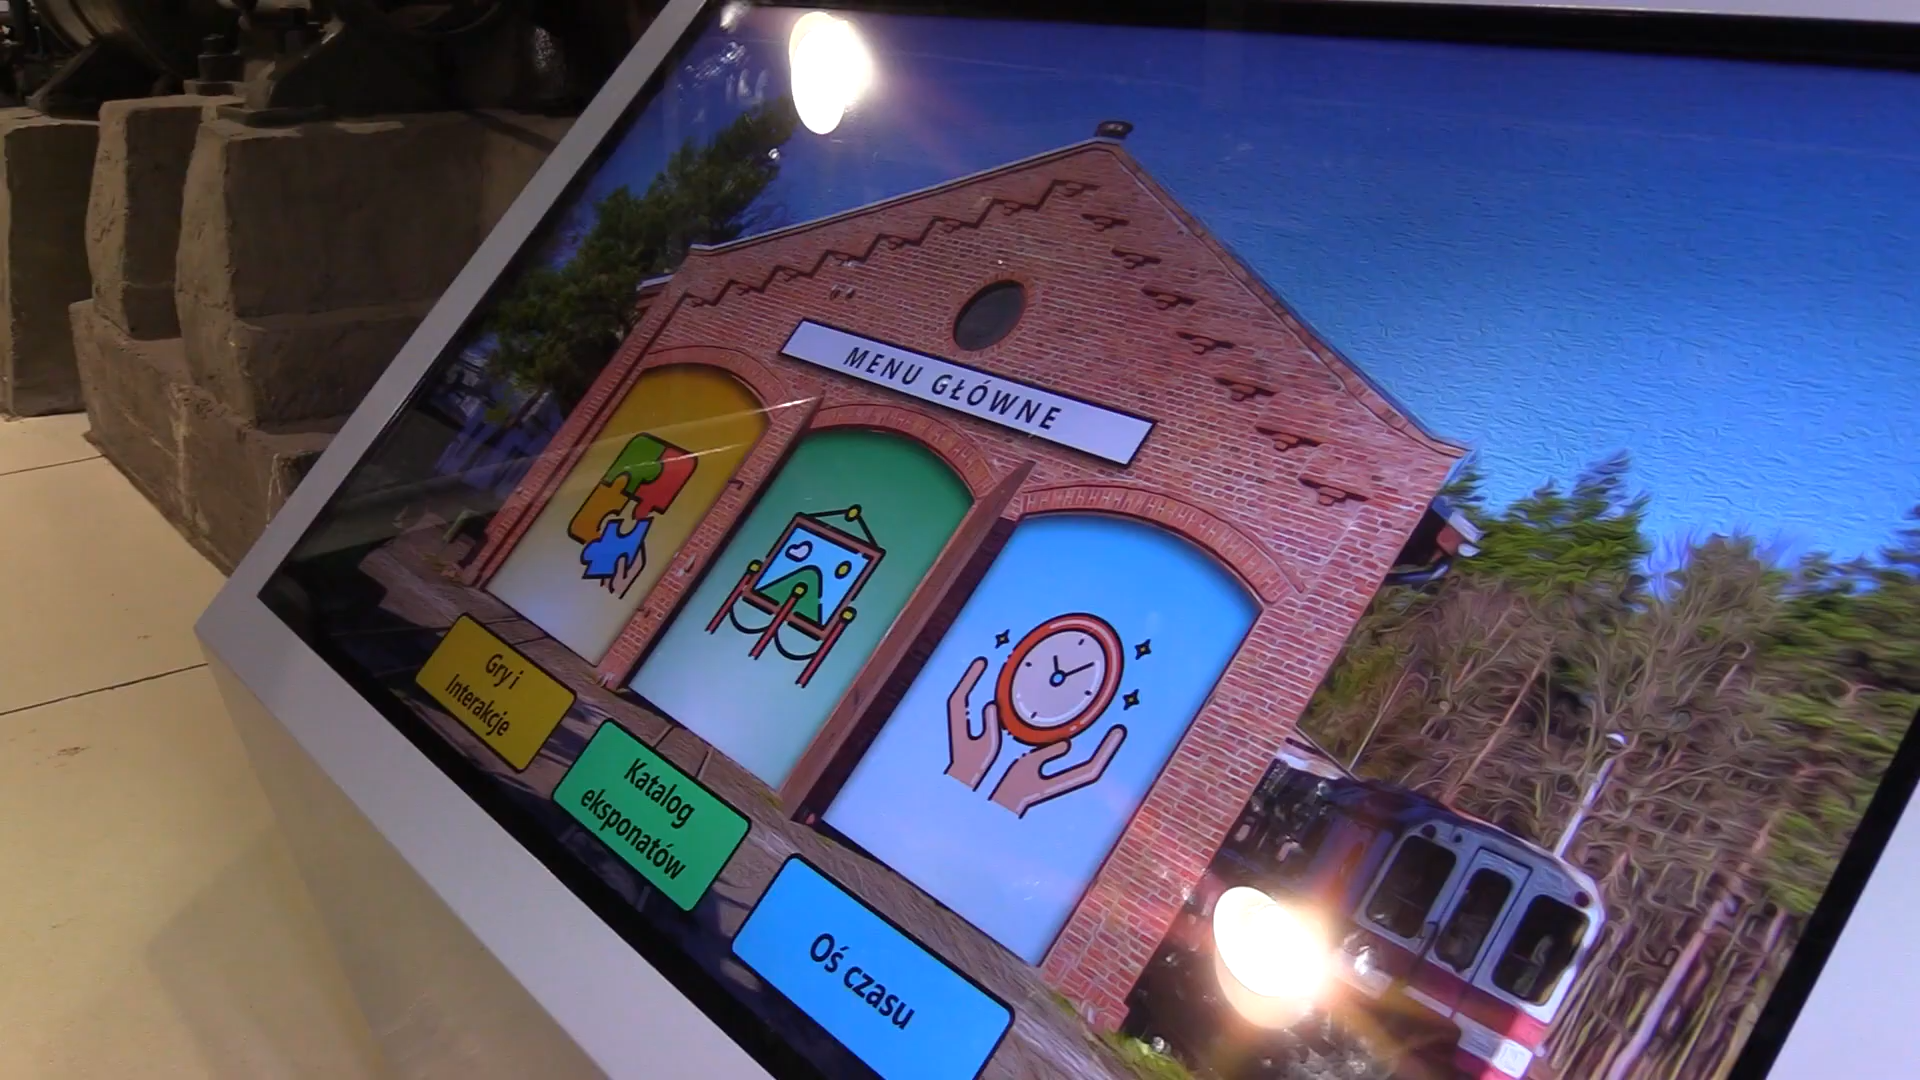 MENU GŁÓWNE
Gry i
Interakcje
Katalog
eksponatów
Oś czasu